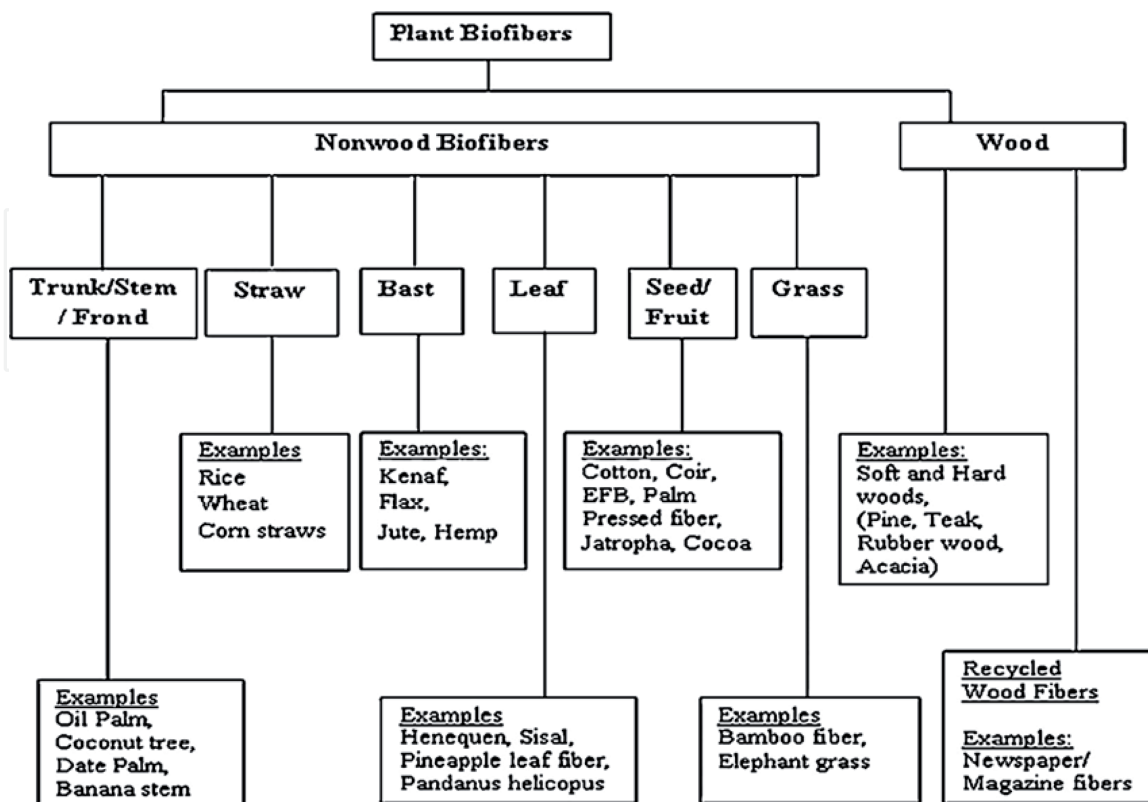 Plant Biofibers
Nonwood Biofibers
Wood
Trunk/Stem
/ Frond
Straw
Bast
Leaf
Seed/
Fruit
Grass
Examples
Rice
Wheat
Corn straws
Examples:
Kenaf,
Flax,
Jute, Hemp
Examples:
Cotton, Coir,
EFB, Palm
Pressed fiber,
Jatropha, Cocoa
Examples:
Soft and Hard
woods,
(Pine, Teak,
Rubber wood,
Acacia)
Examples
Oil Palm,
Coconut tree,
Date Palm,
Banana stem
Examples
Henequen, Sisal,
Pineapple leaf fiber,
Pandanus helicopus
Examples
Bamboo fiber,
Elephant grass
Recycled
Wood Fibers
Examples:
Newspaper/
Magazine fibers